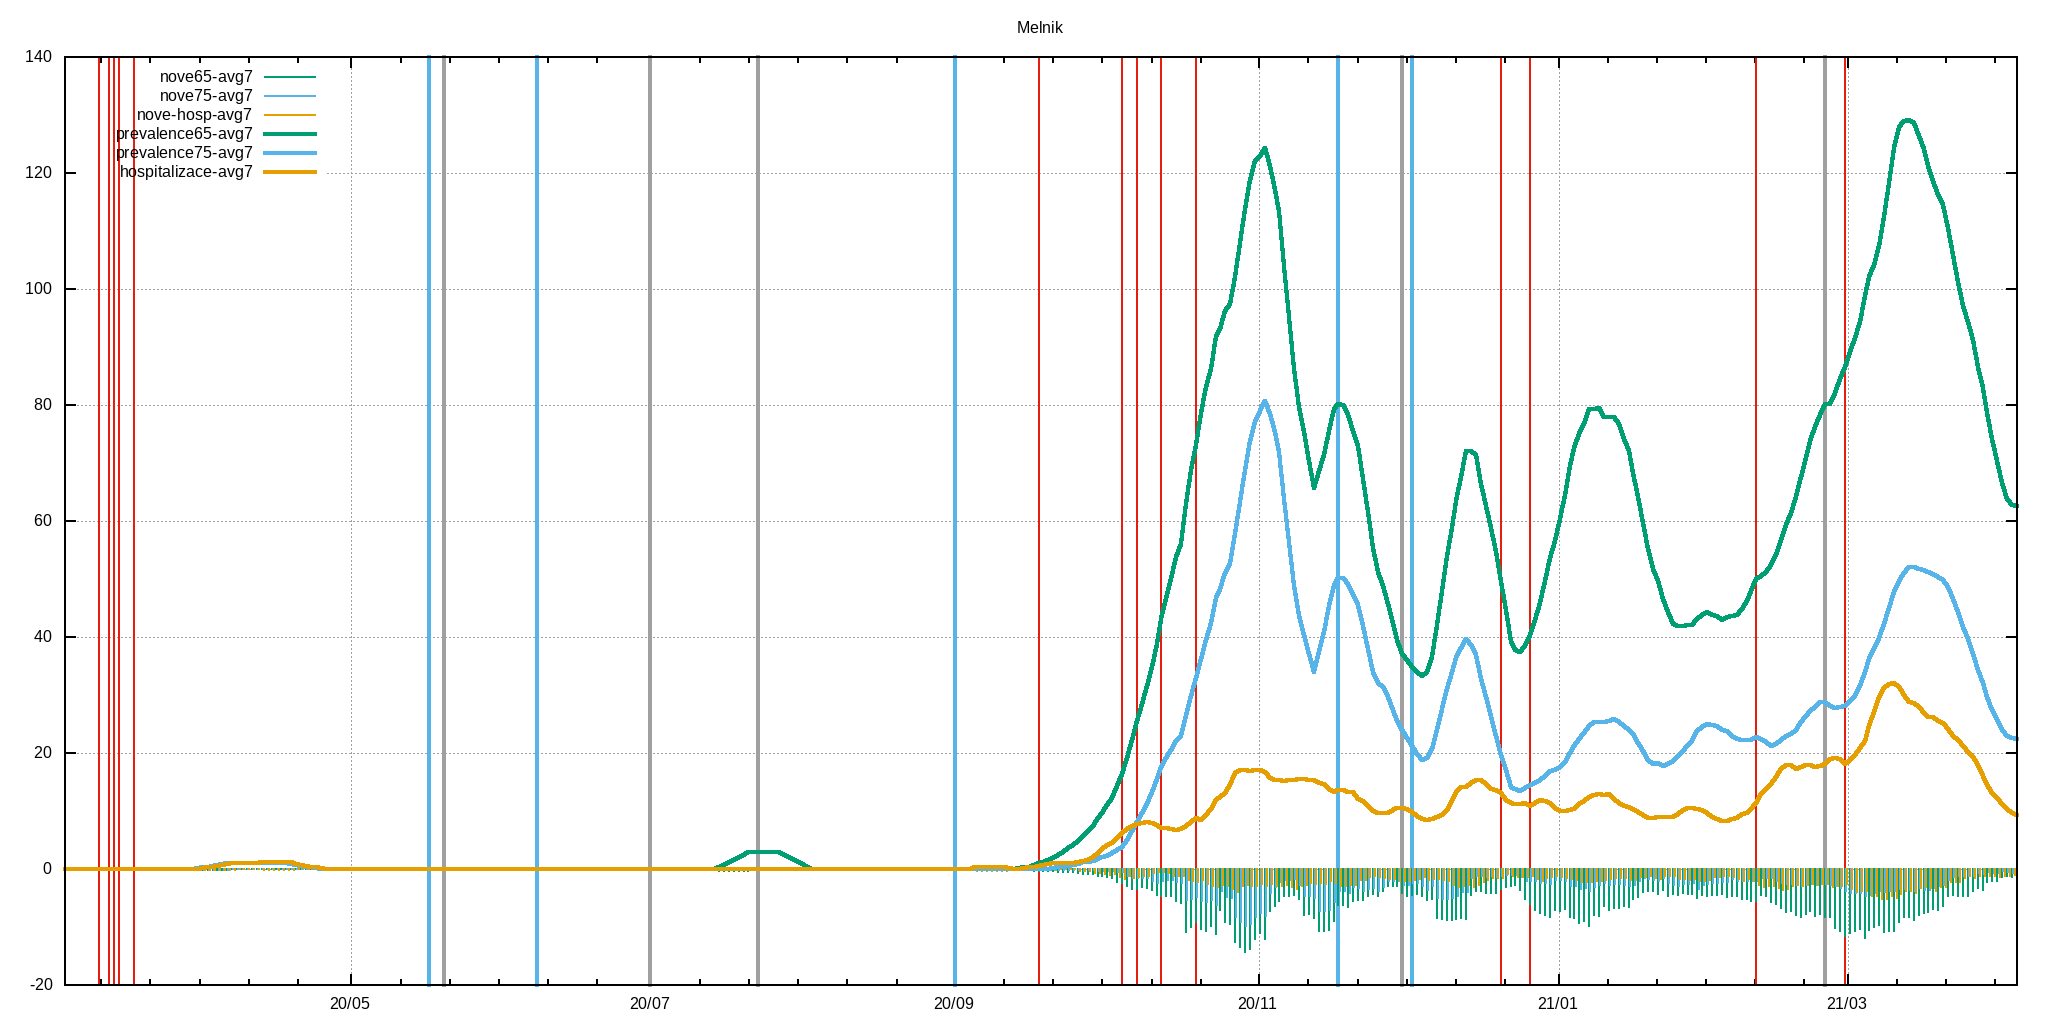 Melnik
140
120
100
80
60
40
20
0
-20
nove65-avg7
nove75-avg7
nove-hosp-avg7
prevalence65-avg7
prevalence75-avg7
hospitalizace-avg7
20/05 20/07 20/09 20/11 21/01 21/03